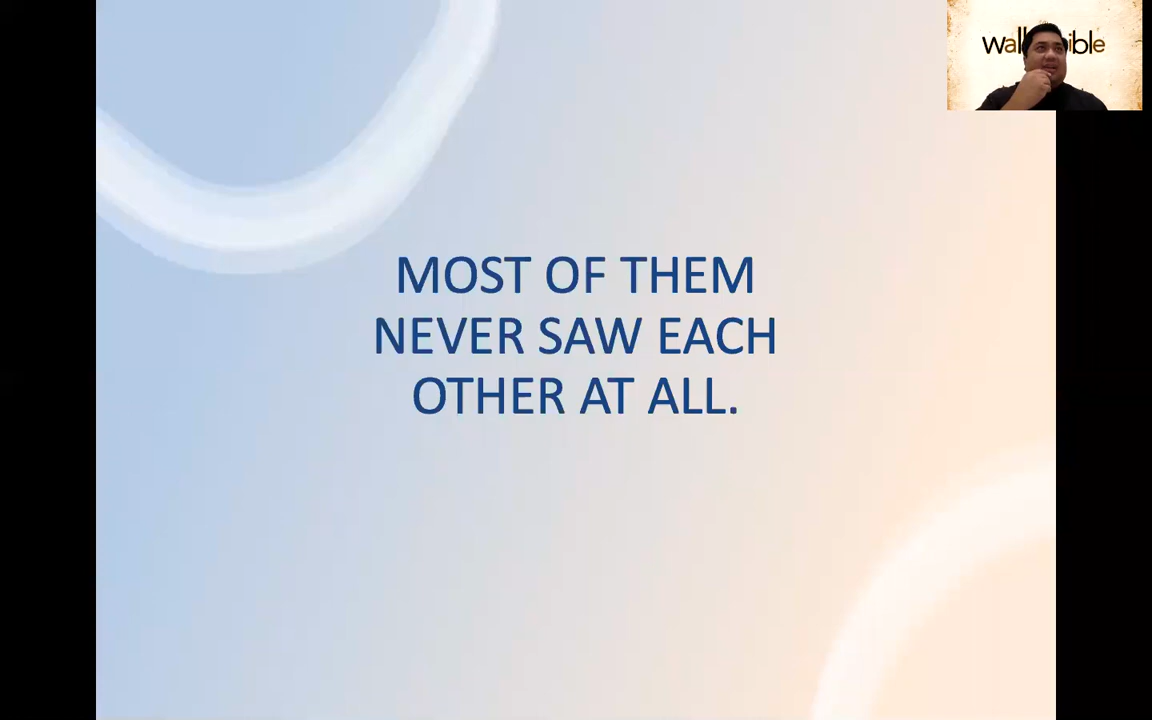 MOST OF THEM
NEVER SAW EACH
OTHER AT ALL.